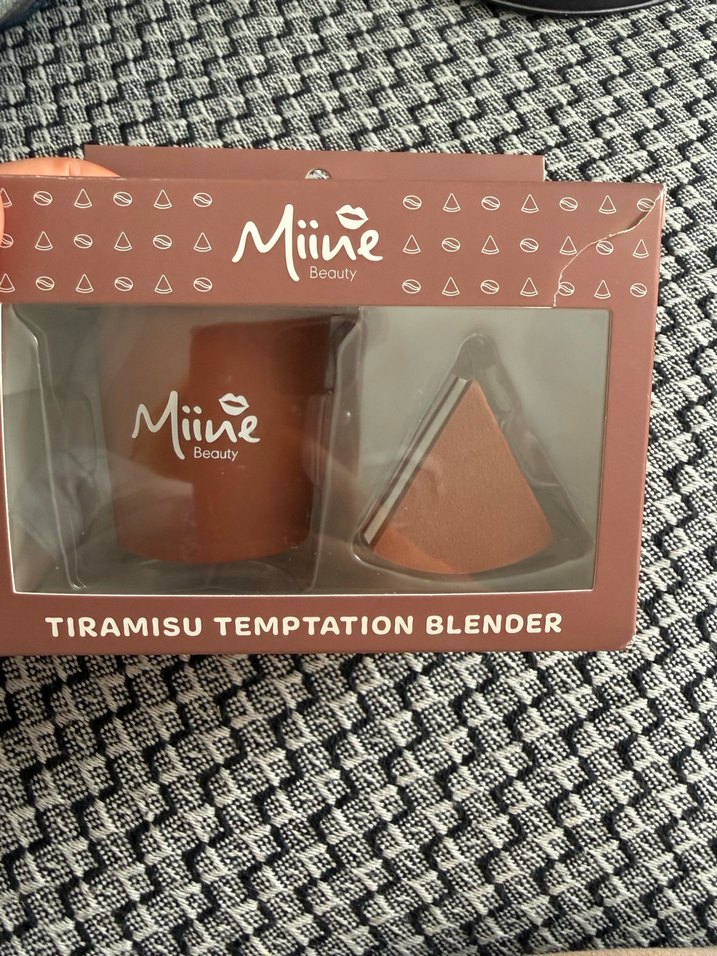 Miine
Beauty
Miine
Beauty
TIRAMISU TEMPTATION BLENDER